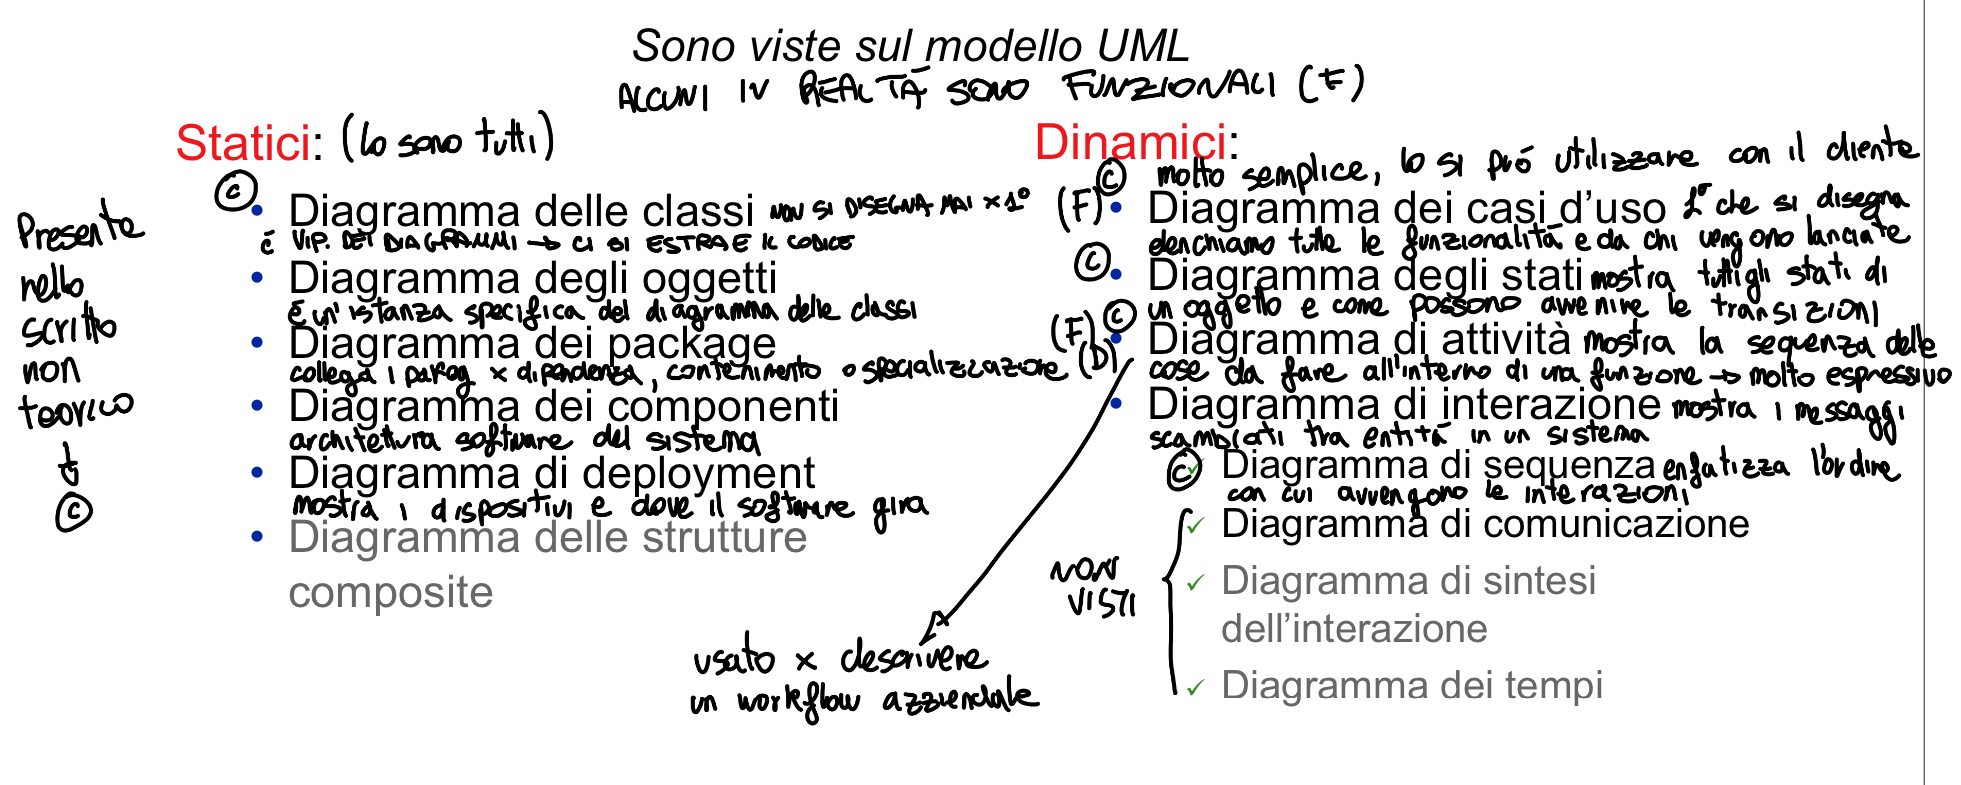 Sono viste sul modello UML
ALCUNI IN REALTÀ SONO FUNZIONALI (F)
Statici: (lo sono tutti)
Presente
nello
scritto
non
teorico
↓
©
© • Diagramma delle classi NON SI DISEGNA MAI x 1°
è VIP. DEI DIAGRAMMI → CI SI ESTRAE IL CODICE
• Diagramma degli oggetti
è un'istanza specifica del diagramma delle classi
• Diagramma dei package
collega i packag x dipendenza, contenimento o specializzazione
• Diagramma dei componenti
architettura software del sistema
• Diagramma di deployment
mostra i dispositivi e dove il software gira
• Diagramma delle strutture
composite
Dinamici:
molto semplice, lo si può utilizzare con il cliente
(F) © • Diagramma dei casi d'uso 1° che si disegna
elenchiamo tutte le funzionalità e da chi vengono lanciate
© • Diagramma degli stati mostra tutti gli stati di
un oggetto e come possono avvenire le transizioni
(F) (D) © • Diagramma di attività mostra la sequenza delle
cose da fare all'interno di una funzione → molto espressivo
usato x descrivere
un workflow azziendale
• Diagramma di interazione mostra i messaggi
scambiati tra entità in un sistema
© ✓ Diagramma di sequenza enfatizza l'ordine
con cui avvengono le interazioni
NON
VISTI
✓ Diagramma di comunicazione
✓ Diagramma di sintesi
dell'interazione
✓ Diagramma dei tempi